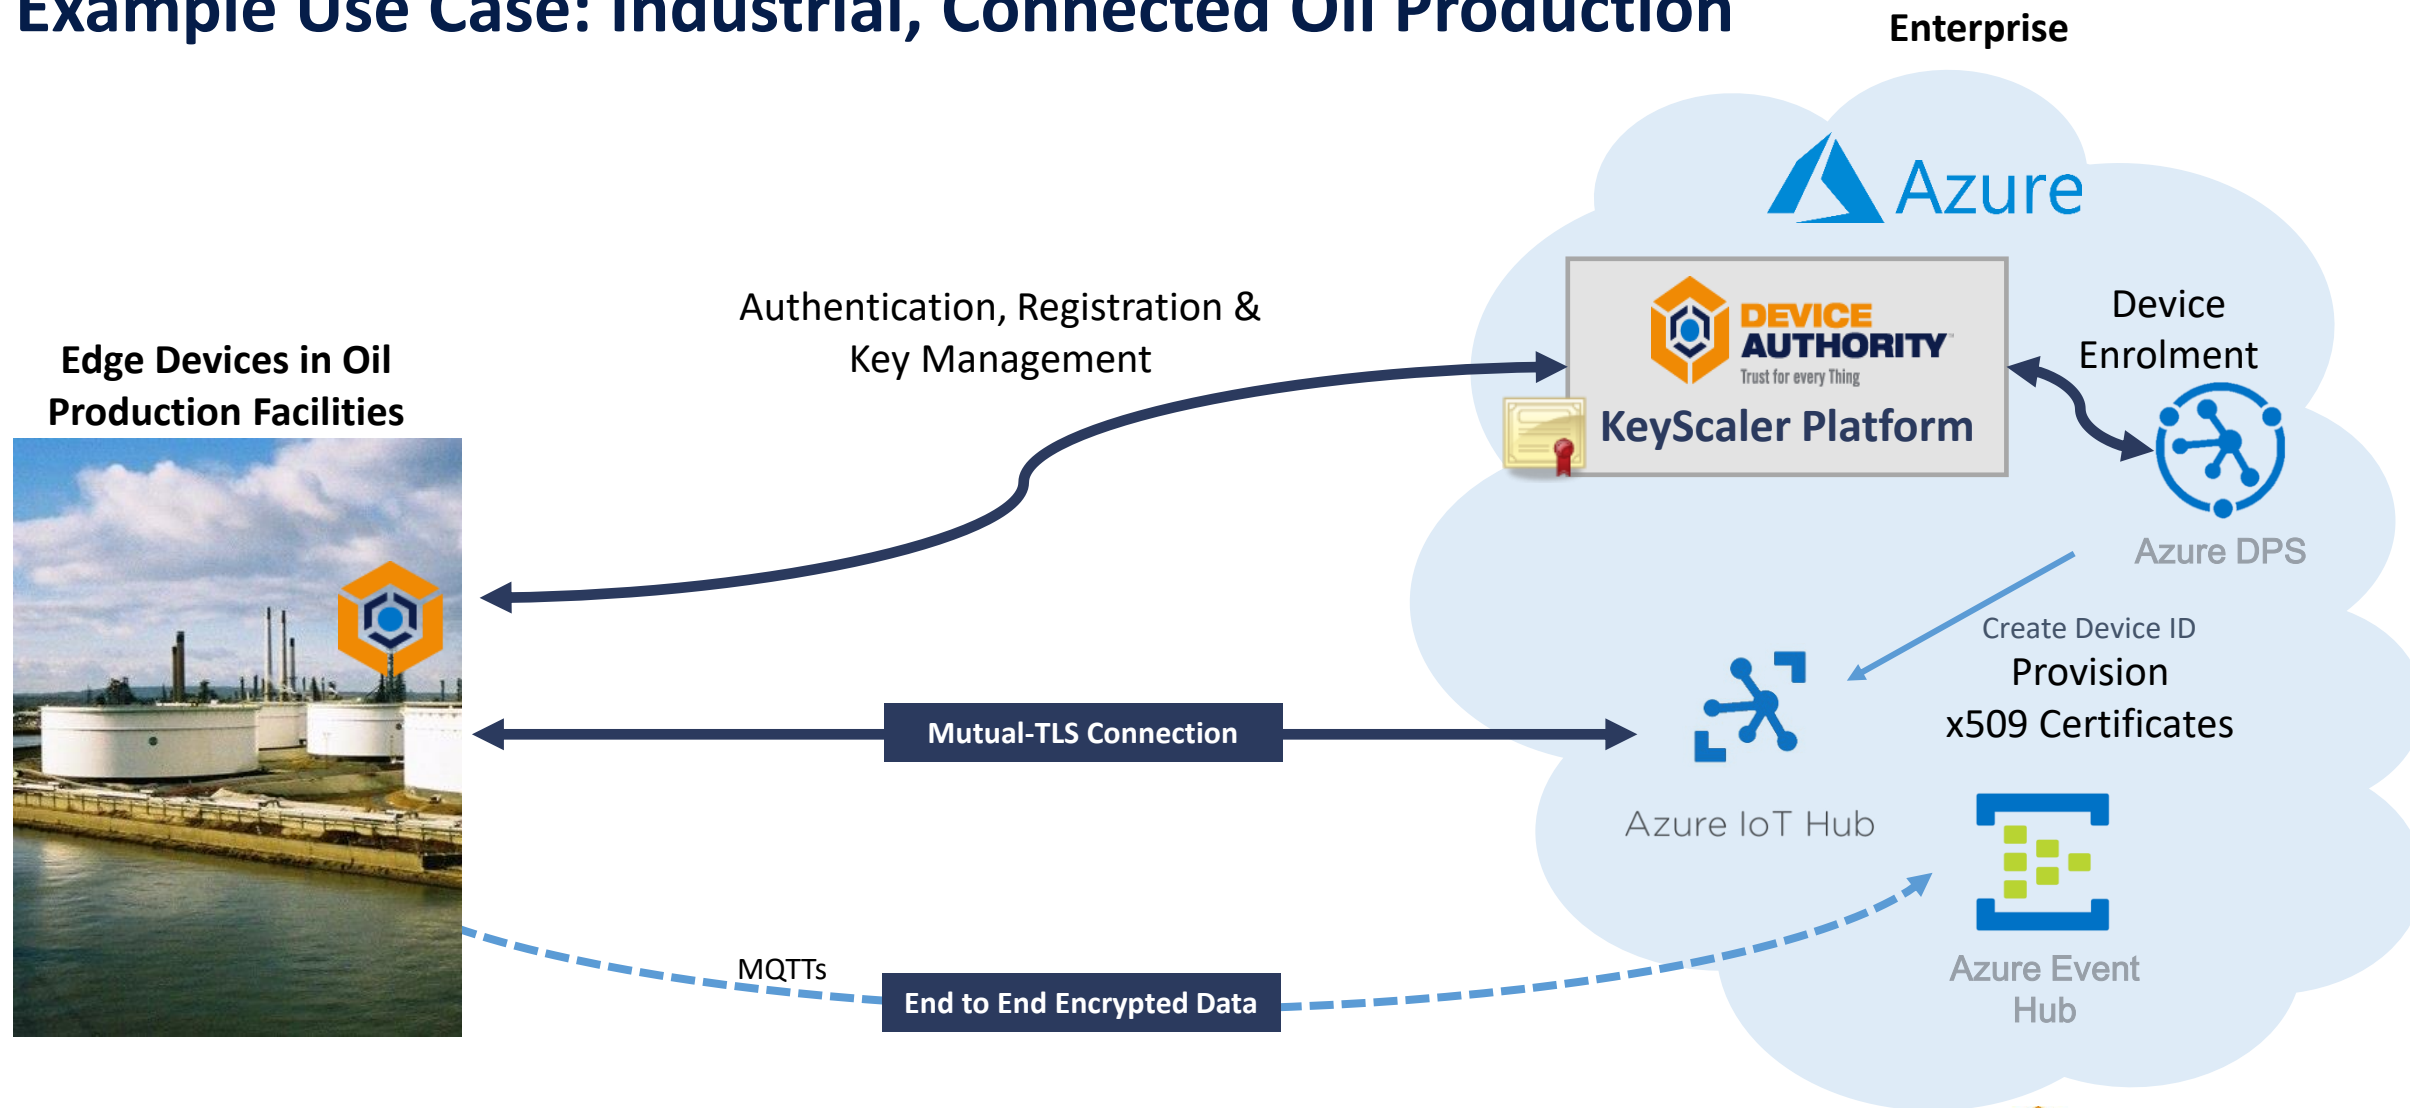 Example Use Case: Industrial, Connected Oil Production
Enterprise
Azure
Authentication, Registration &
Key Management
DEVICE
AUTHORITY™
Trust for every Thing
KeyScaler Platform
Device
Enrolment
Edge Devices in Oil
Production Facilities
Azure DPS
Create Device ID
Provision
x509 Certificates
Mutual-TLS Connection
Azure IoT Hub
MQTTs
End to End Encrypted Data
Azure Event
Hub